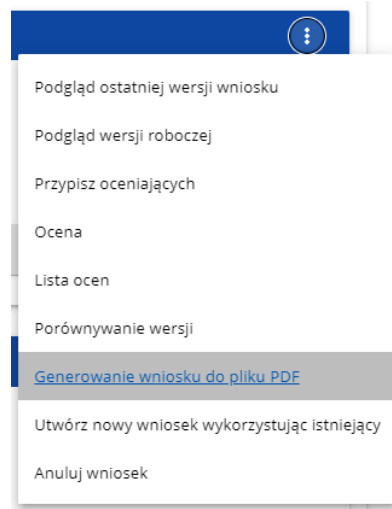 Podgląd ostatniej wersji wniosku
Podgląd wersji roboczej
Przypisz oceniających
Ocena
Lista ocen
Porównywanie wersji
Generowanie wniosku do pliku PDF
Utwórz nowy wniosek wykorzystując istniejący
Anuluj wniosek